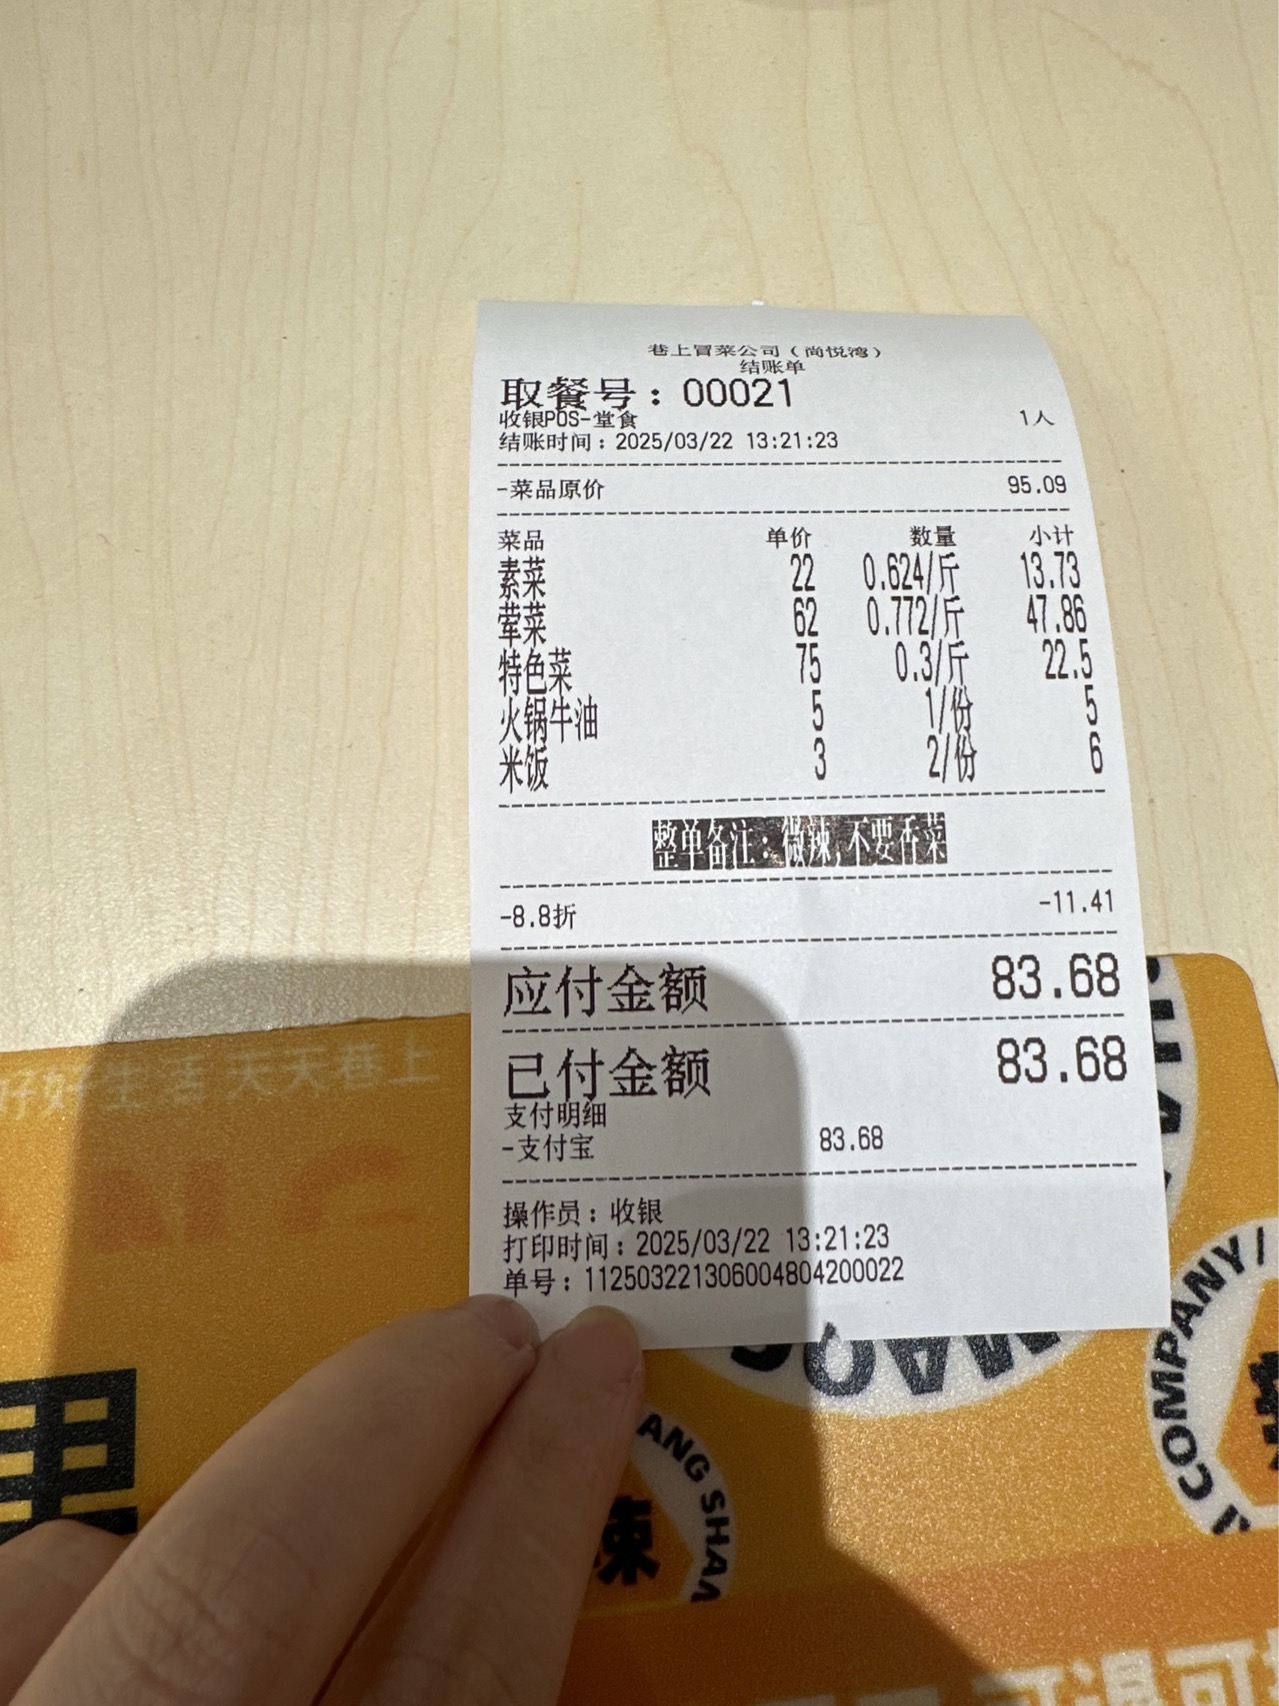 巷上冒菜公司（尚悦湾）
结账单
取餐号：00021
收银POS-堂食 1人
结账时间：2025/03/22 13:21:23
-菜品原价 95.09
菜品 单价 数量 小计
素菜 22 0.624/斤 13.73
荤菜 62 0.772/斤 47.86
特色菜 75 0.3/斤 22.5
火锅牛油 5 1/份 5
米饭 3 2/份 6
整单备注：微辣,不要香菜
-8.8折 -11.41
应付金额 83.68
已付金额 83.68
支付明细
-支付宝 83.68
操作员：收银
打印时间：2025/03/22 13:21:23
单号：112503221306004804200022
好好生活天天巷上
COMPANY/
MAOC
ANG SHAN
辣